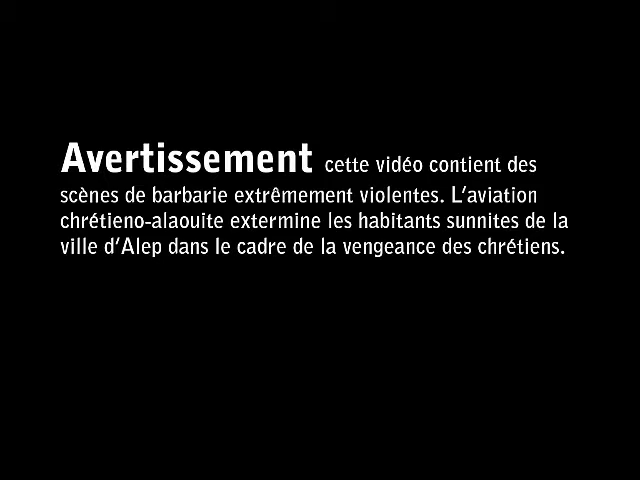 Avertissement cette vidéo contient des
scènes de barbarie extrêmement violentes. L'aviation
chrétieno-alaouite extermine les habitants sunnites de la
ville d'Alep dans le cadre de la vengeance des chrétiens.